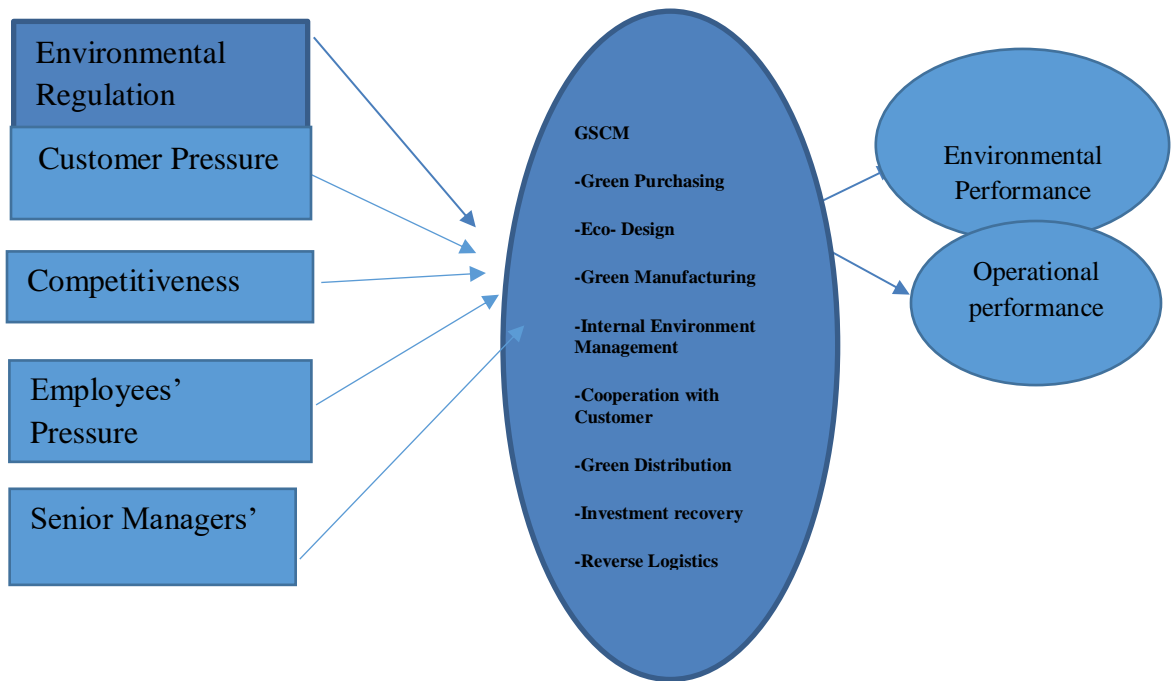 Environmental
Regulation
Customer Pressure
Competitiveness
Employees’
Pressure
Senior Managers’
GSCM
-Green Purchasing
-Eco- Design
-Green Manufacturing
-Internal Environment
Management
-Cooperation with
Customer
-Green Distribution
-Investment recovery
-Reverse Logistics
Environmental
Performance
Operational
performance